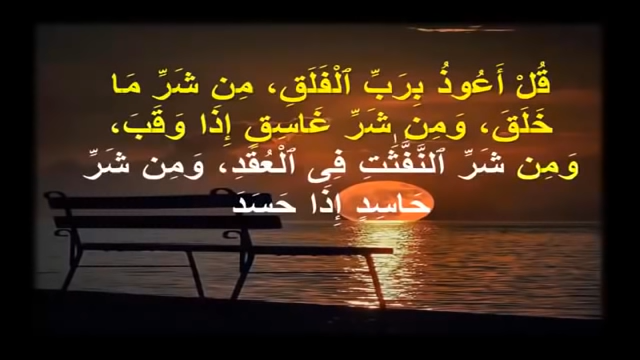 قُلْ أَعُوذُ بِرَبِّ ٱلْفَلَقِ، مِن شَرِّ مَا
خَلَقَ، وَمِن شَرِّ غَاسِقٍ إِذَا وَقَبَ،
وَمِن شَرِّ ٱلنَّفَّـٰثَـٰتِ فِى ٱلْعُقَدِ، وَمِن شَرِّ
حَاسِدٍ إِذَا حَسَدَ